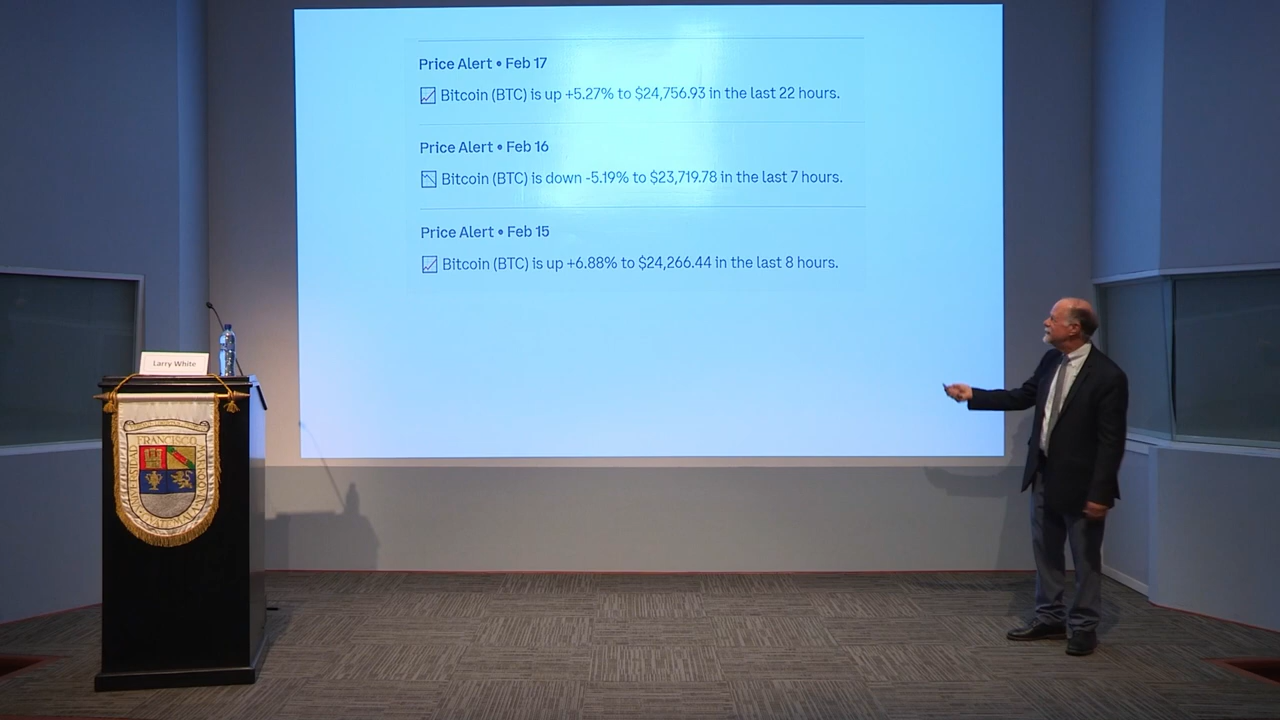 Price Alert • Feb 17
Bitcoin (BTC) is up +5.27% to $24,756.93 in the last 22 hours.
Price Alert • Feb 16
Bitcoin (BTC) is down -5.19% to $23,719.78 in the last 7 hours.
Price Alert • Feb 15
Bitcoin (BTC) is up +6.88% to $24,266.44 in the last 8 hours.
Larry White
UNIVERSIDAD FRANCISCO MARROQUIN
GUATEMALA